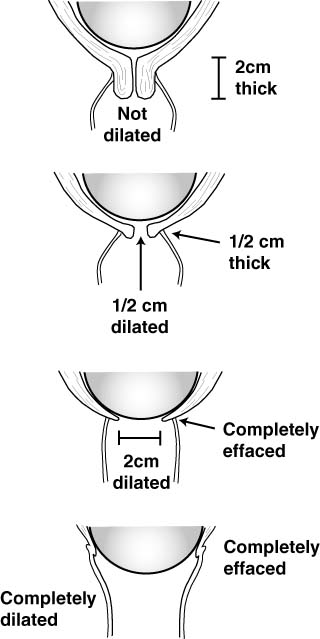 2cm
thick
Not
dilated
1/2 cm
thick
1/2 cm
dilated
Completely
effaced
2cm
dilated
Completely
effaced
Completely
dilated